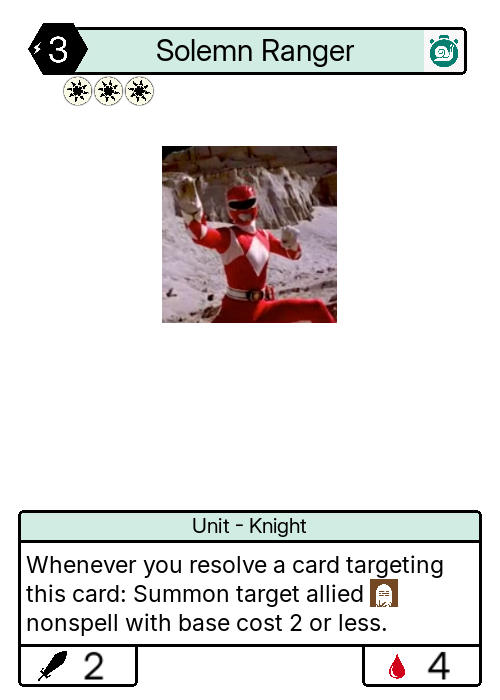 3
Solemn Ranger
Unit - Knight
Whenever you resolve a card targeting
this card: Summon target allied
nonspell with base cost 2 or less.
2
4